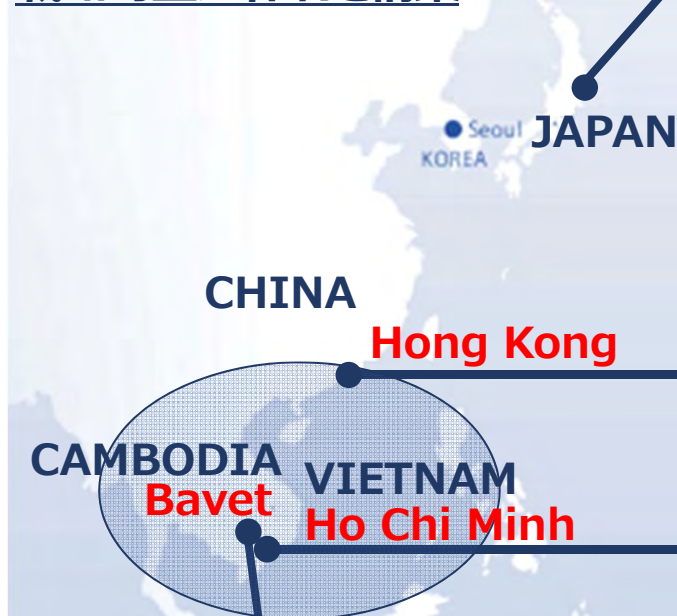 Seoul
JAPAN
KOREA
CHINA
Hong Kong
CAMBODIA
VIETNAM
Bavet
Ho Chi Minh